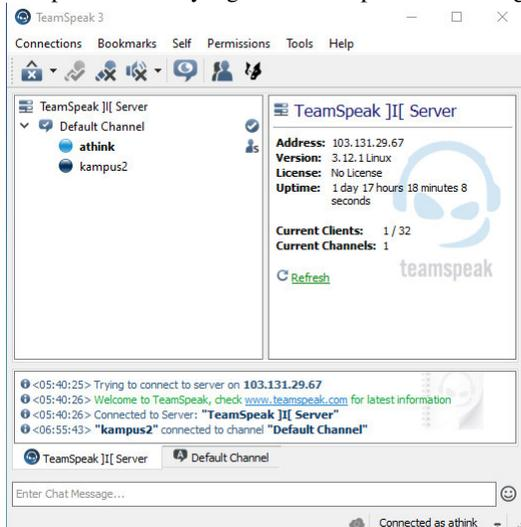 TeamSpeak 3
Connections Bookmarks Self Permissions Tools Help
TeamSpeak ]I[ Server
Default Channel
athink
kampus2
TeamSpeak ]I[ Server
Address: 103.131.29.67
Version: 3.12.1 Linux
License: No License
Uptime: 1 day 17 hours 18 minutes 8
seconds
Current Clients: 1 / 32
Current Channels: 1
Refresh
teamspeak
<05:40:25> Trying to connect to server on 103.131.29.67
<05:40:26> Welcome to TeamSpeak, check www.teamspeak.com for latest information
<05:40:26> Connected to Server: "TeamSpeak ]I[ Server"
<06:55:43> "kampus2" connected to channel "Default Channel"
TeamSpeak ]I[ Server Default Channel
Enter Chat Message...
Connected as athink